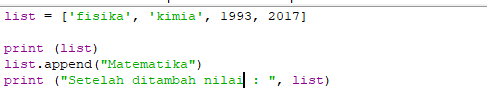 list = ['fisika', 'kimia', 1993, 2017]
print (list)
list.append("Matematika")
print ("Setelah ditambah nilai : ", list)